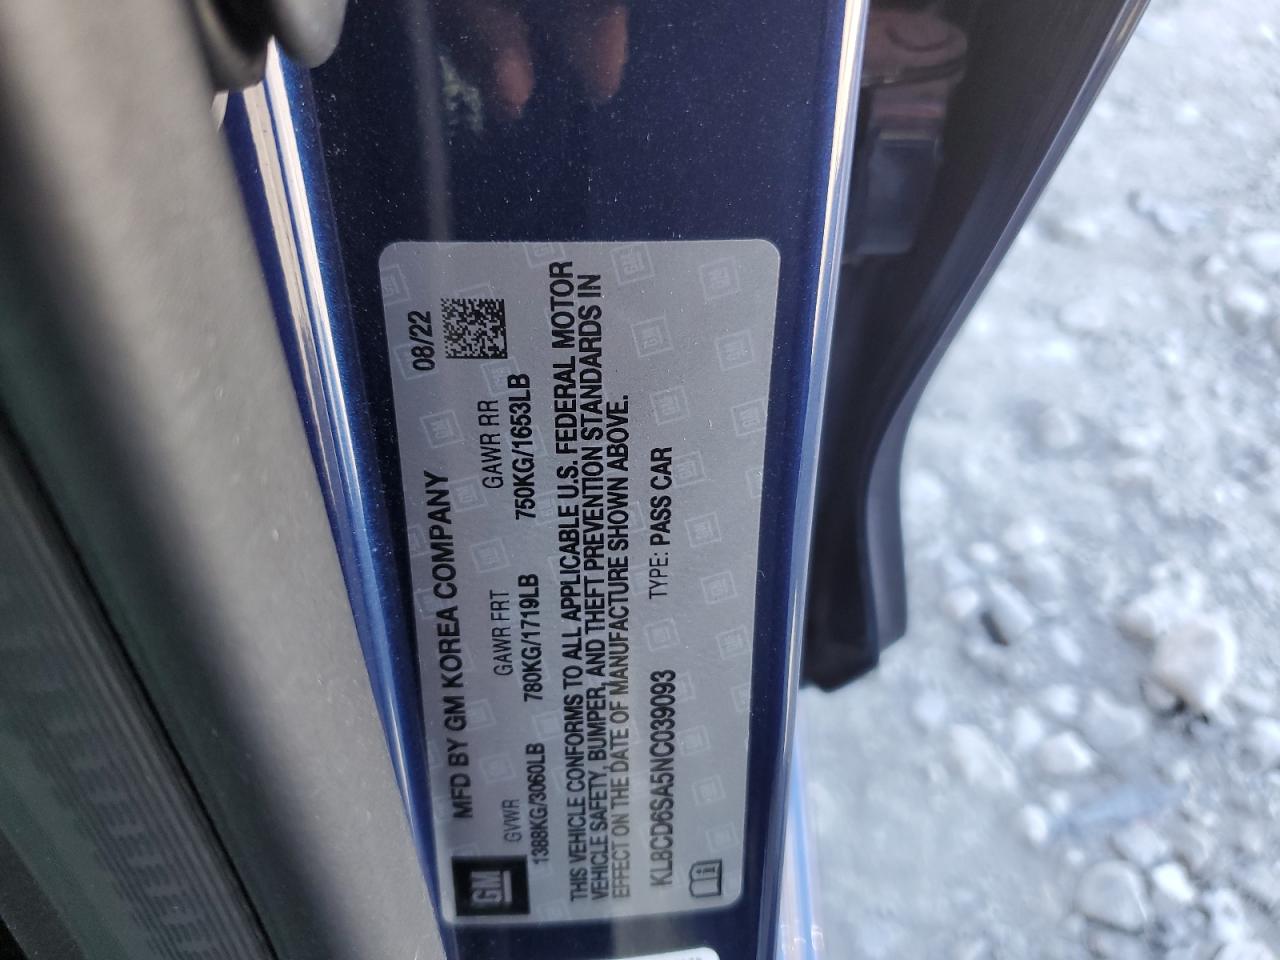 MFD BY GM KOREA COMPANY 08/22
GM
GVWR GAWR FRT GAWR RR
1388KG/3060LB 780KG/1719LB 750KG/1653LB
THIS VEHICLE CONFORMS TO ALL APPLICABLE U.S. FEDERAL MOTOR
VEHICLE SAFETY, BUMPER, AND THEFT PREVENTION STANDARDS IN
EFFECT ON THE DATE OF MANUFACTURE SHOWN ABOVE.
KL8CD6SA5NC039093 TYPE: PASS CAR